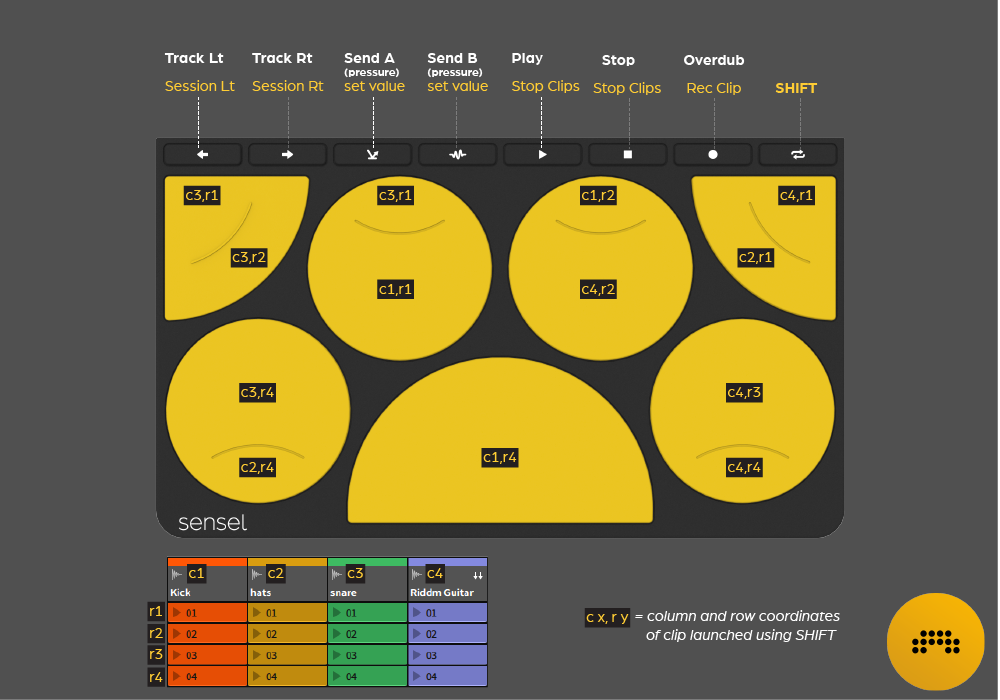 Track Lt Track Rt Send A Send B Play Stop Overdub
(pressure) (pressure)
Session Lt Session Rt set value set value Stop Clips Stop Clips Rec Clip SHIFT
c3,r1 c3,r1 c1,r2 c4,r1
c3,r2 c2,r1
c1,r1 c4,r2
c3,r4 c4,r3
c1,r4
c2,r4 c4,r4
sensel
c1 c2 c3 c4
Kick hats snare Riddm Guitar
r1 01 01 01 01
r2 02 02 02 02
r3 03 03 03 03
r4 04 04 04 04
c x, r y = column and row coordinates
of clip launched using SHIFT